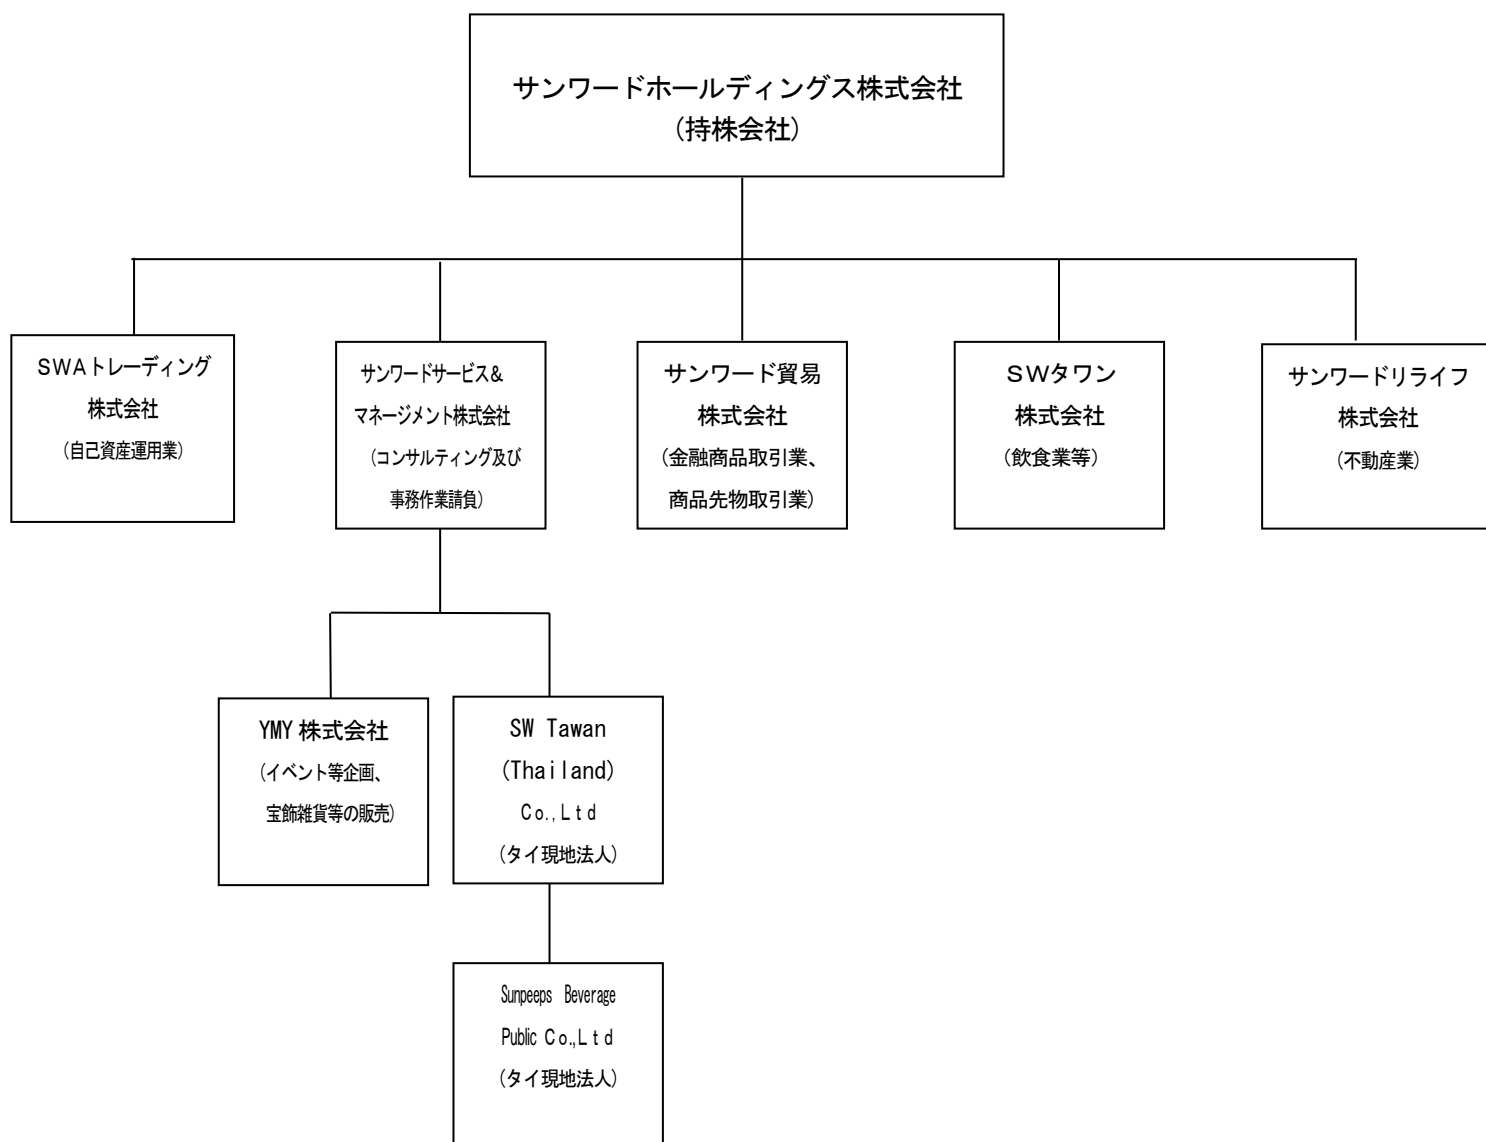 サンワードホールディングス株式会社
(持株会社)
SWAトレーディング
株式会社
(自己資産運用業)
サンワードサービス&
マネージメント株式会社
(コンサルティング及び
事務作業請負)
サンワード貿易
株式会社
(金融商品取引業、
商品先物取引業)
SWタワン
株式会社
(飲食業等)
サンワードリライフ
株式会社
(不動産業)
YMY 株式会社
(イベント等企画、
宝飾雑貨等の販売)
SW Tawan
(Thailand)
Co.,Ltd
(タイ現地法人)
Sunpeeps Beverage
Public Co.,Ltd
(タイ現地法人)